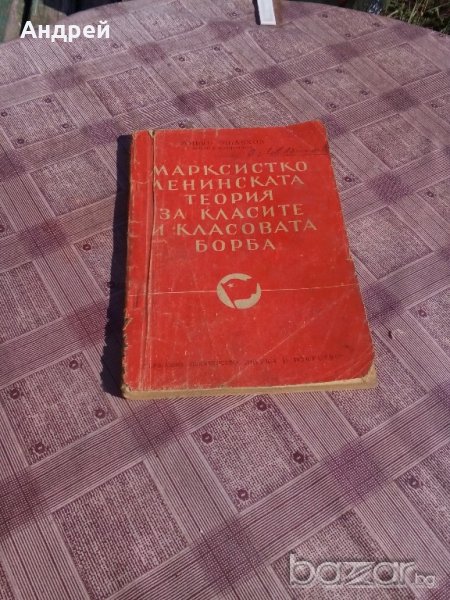 Андрей
МАРКСИСТКО
ЛЕНИНСКАТА
ТЕОРИЯ
ЗА КЛАСИТЕ
И КЛАСОВАТА
БОРБА
bazar.bg